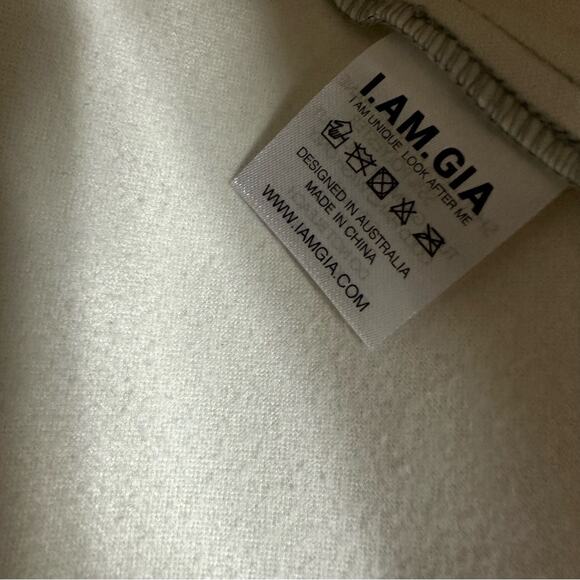 I.AM.GIA
I AM UNIQUE LOOK AFTER ME
DESIGNED IN AUSTRALIA
MADE IN CHINA
WWW.IAMGIA.COM